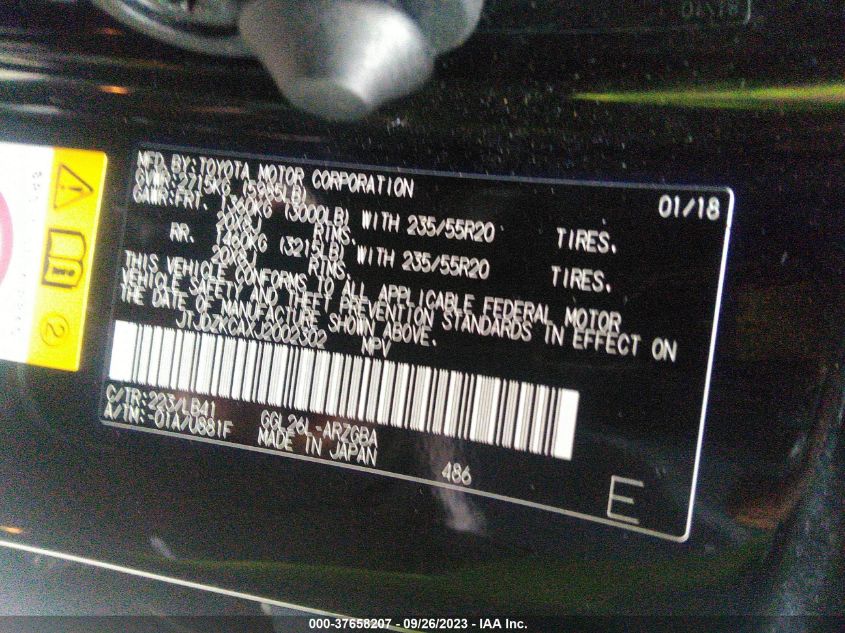 01/18
MFD BY:TOYOTA MOTOR CORPORATION 01/18
GVWR:2215KG
GAWR:FRT. 1360KG (3000LB) WITH 235/55R20 TIRES.
20X8J RIMS.
RR. 1460KG (3215LB) WITH 235/55R20 TIRES.
20X8J RIMS.
THIS VEHICLE CONFORMS TO ALL APPLICABLE FEDERAL MOTOR
VEHICLE SAFETY AND THEFT PREVENTION STANDARDS IN EFFECT ON
THE DATE OF MANUFACTURE SHOWN ABOVE.
JTJDZKCAXJ2002302 MPV
C/TR:223/LB41
A/TM:-01A/U881F GGL26L-ARZGBA
MADE IN JAPAN
486
E
2
000-37658207 - 09/26/2023 - IAA Inc.